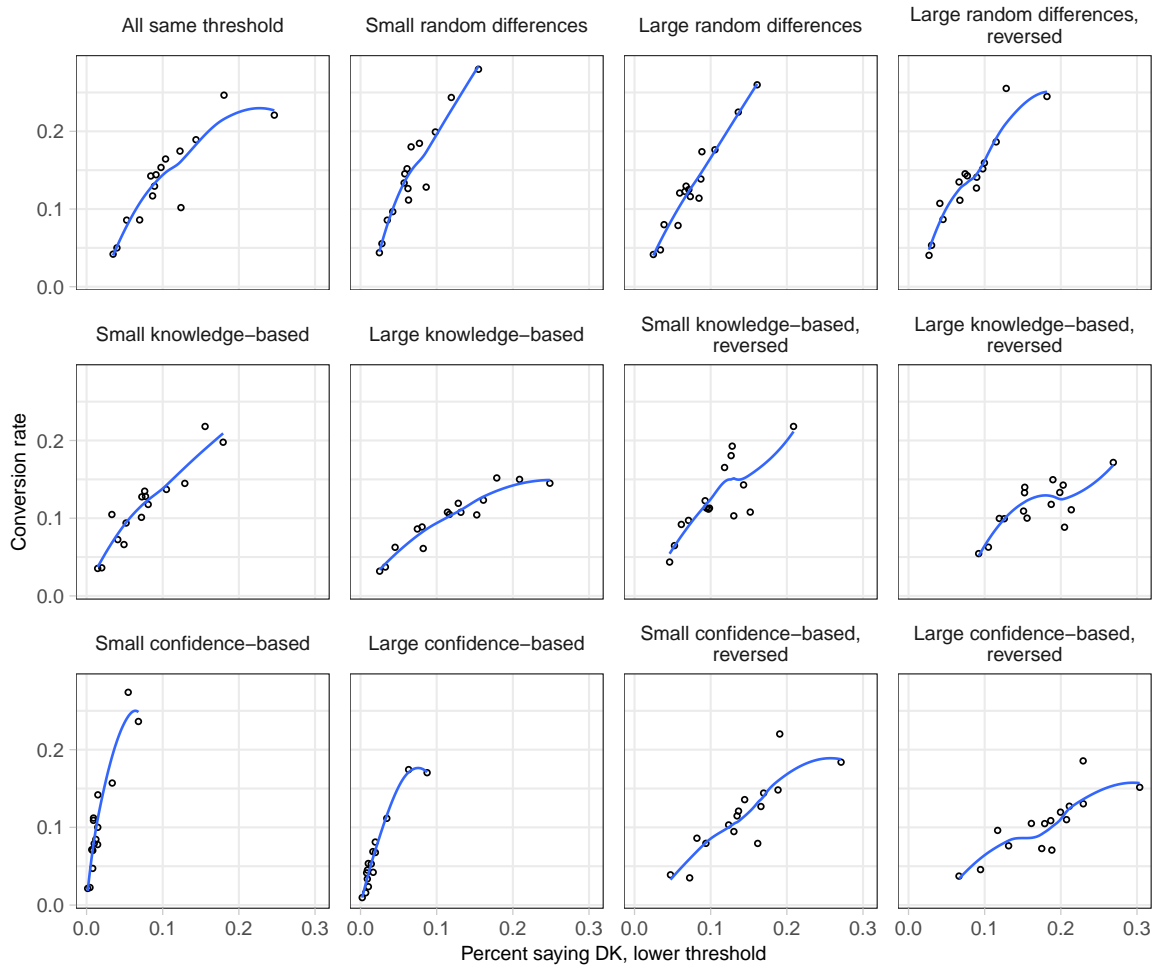 All same threshold
Small random differences
Large random differences
Large random differences,
reversed
0.2
0.1
0.0
Small knowledge−based
Large knowledge−based
Small knowledge−based,
reversed
Large knowledge−based,
reversed
Conversion rate
0.2
0.1
0.0
Small confidence−based
Large confidence−based
Small confidence−based,
reversed
Large confidence−based,
reversed
0.2
0.1
0.0
0.0 0.1 0.2 0.3
0.0 0.1 0.2 0.3
0.0 0.1 0.2 0.3
0.0 0.1 0.2 0.3
Percent saying DK, lower threshold